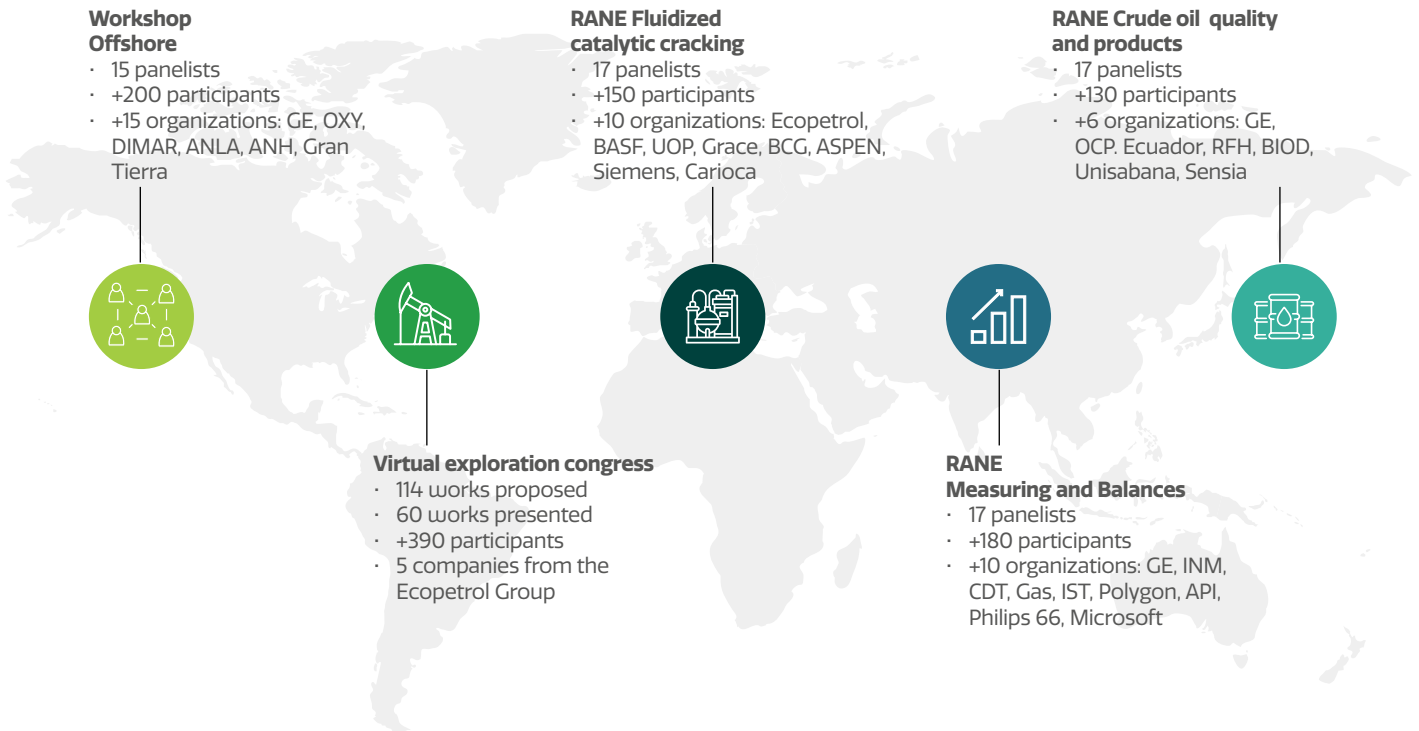 Workshop
Offshore
· 15 panelists
· +200 participants
· +15 organizations: GE, OXY,
DIMAR, ANLA, ANH, Gran
Tierra
RANE Fluidized
catalytic cracking
· 17 panelists
· +150 participants
· +10 organizations: Ecopetrol,
BASF, UOP, Grace, BCG, ASPEN,
Siemens, Carioca
RANE Crude oil quality
and products
· 17 panelists
· +130 participants
· +6 organizations: GE,
OCP. Ecuador, RFH, BIOD,
Unisabana, Sensia
Virtual exploration congress
· 114 works proposed
· 60 works presented
· +390 participants
· 5 companies from the
Ecopetrol Group
RANE
Measuring and Balances
· 17 panelists
· +180 participants
· +10 organizations: GE, INM,
CDT, Gas, IST, Polygon, API,
Philips 66, Microsoft